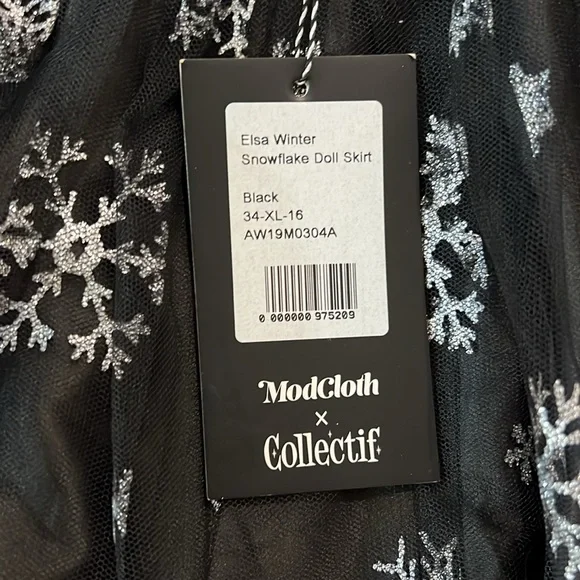 Elsa Winter
Snowflake Doll Skirt
Black
34-XL-16
AW19M0304A
0 000000 975209
ModCloth
x
Collectif